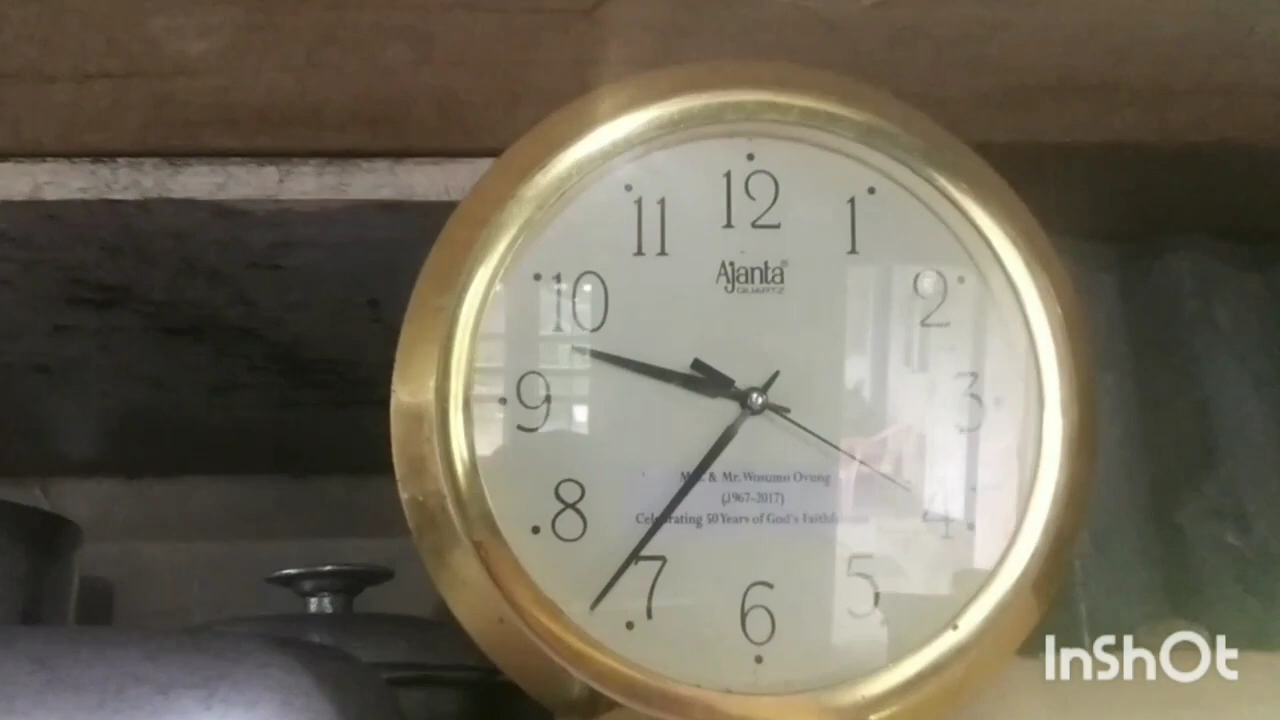 12
11
1
Ajanta
QUARTZ
10
2
9
3
& Mr. Wosumo Ovung
(1967-2017)
Celebrating 50 Years of God's
8
4
7
5
6
InShOt